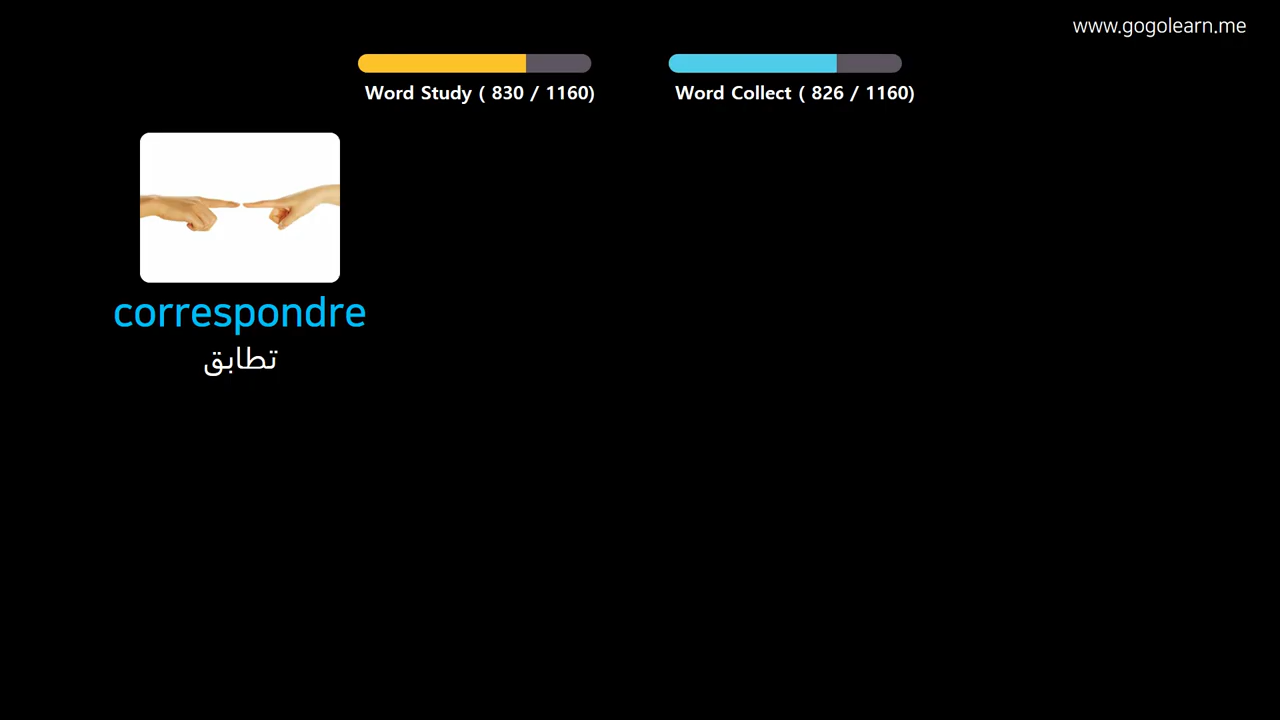 www.gogolearn.me
Word Study ( 830 / 1160)
Word Collect ( 826 / 1160)
correspondre
تطابق